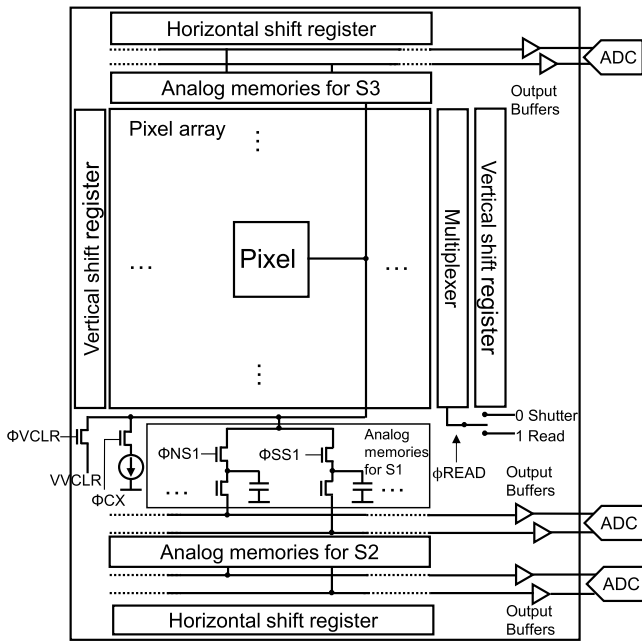 Horizontal shift register
ADC
Analog memories for S3
Output
Buffers
Pixel array
Vertical shift register
Multiplexer
Vertical shift register
Pixel
0 Shutter
1 Read
ΦVCLR
VVCLR
ΦCX
ΦNS1
ΦSS1
Analog
memories
for S1
ϕREAD
Output
Buffers
ADC
Analog memories for S2
ADC
Horizontal shift register
Output
Buffers